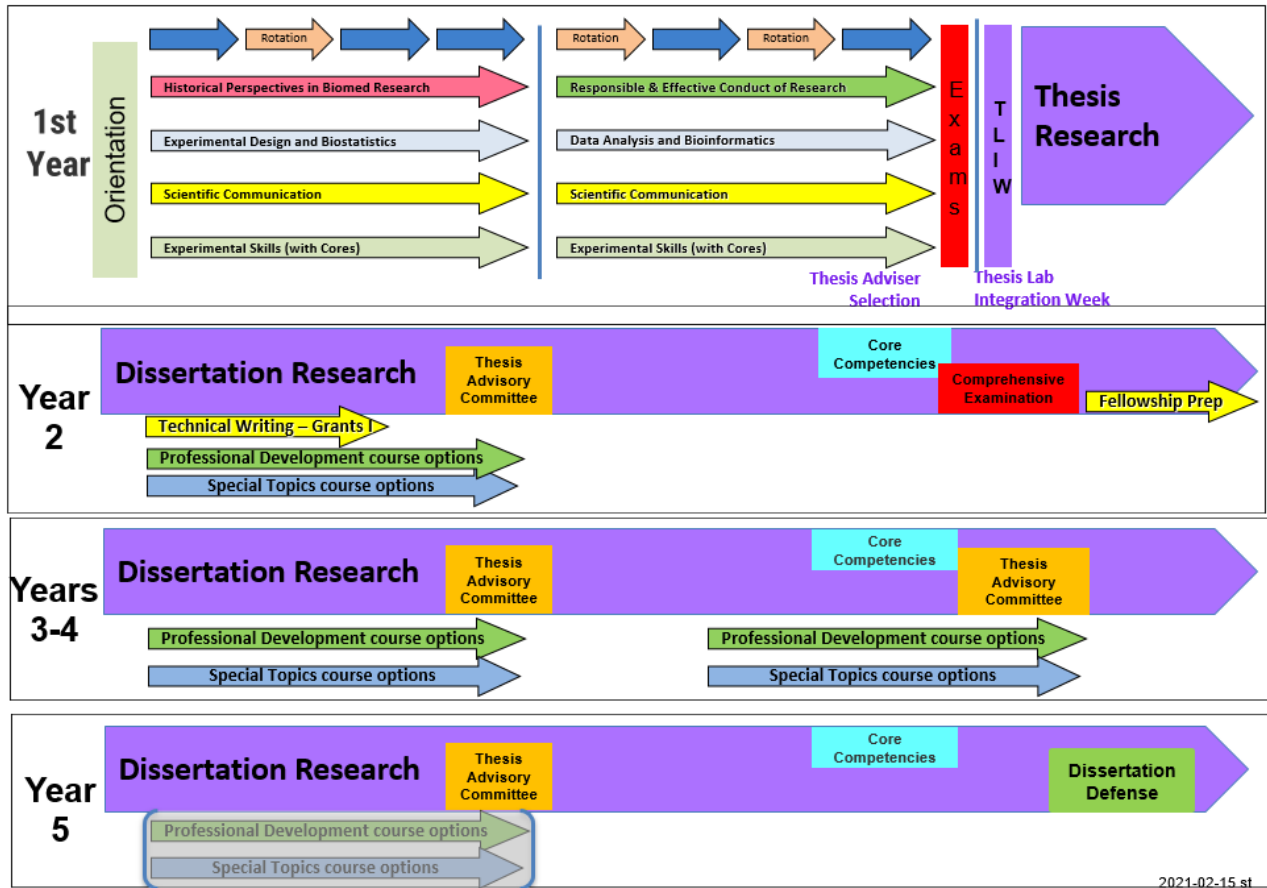 1st
Year
Orientation
Rotation
Rotation
Rotation
Historical Perspectives in Biomed Research
Responsible & Effective Conduct of Research
Experimental Design and Biostatistics
Data Analysis and Bioinformatics
Scientific Communication
Scientific Communication
Experimental Skills (with Cores)
Experimental Skills (with Cores)
Exams
TLIW
Thesis
Research
Thesis Adviser
Selection
Thesis Lab
Integration Week
Year
2
Dissertation Research
Thesis
Advisory
Committee
Core
Competencies
Comprehensive
Examination
Fellowship Prep
Technical Writing – Grants I
Professional Development course options
Special Topics course options
Years
3-4
Dissertation Research
Thesis
Advisory
Committee
Core
Competencies
Thesis
Advisory
Committee
Professional Development course options
Professional Development course options
Special Topics course options
Special Topics course options
Year
5
Dissertation Research
Thesis
Advisory
Committee
Core
Competencies
Dissertation
Defense
Professional Development course options
Special Topics course options
2021-02-15 st